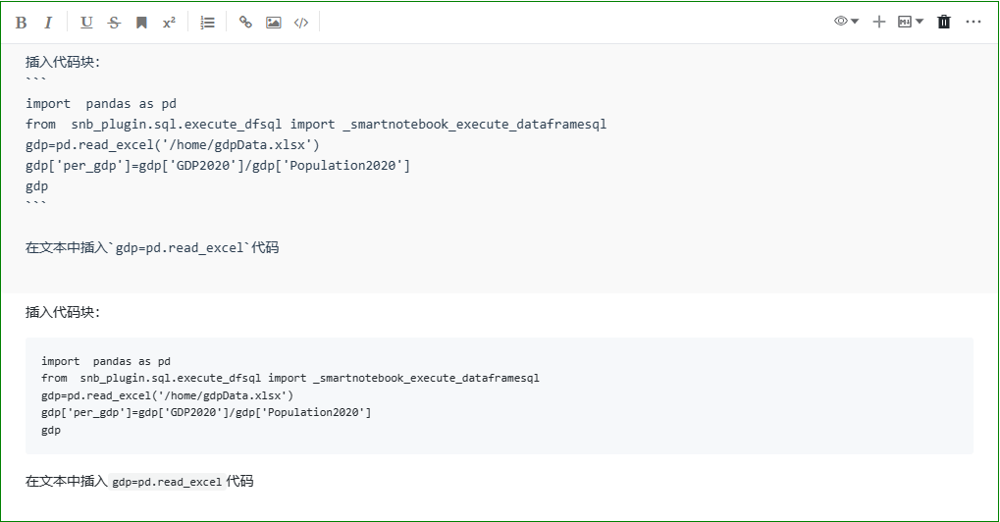 B I U S x²
插入代码块:
```
import  pandas as pd
from  snb_plugin.sql.execute_dfsql import _smartnotebook_execute_dataframesql
gdp=pd.read_excel('/home/gdpData.xlsx')
gdp['per_gdp']=gdp['GDP2020']/gdp['Population2020']
gdp
```
在文本中插入`gdp=pd.read_excel`代码
插入代码块:
import  pandas as pd
from  snb_plugin.sql.execute_dfsql import _smartnotebook_execute_dataframesql
gdp=pd.read_excel('/home/gdpData.xlsx')
gdp['per_gdp']=gdp['GDP2020']/gdp['Population2020']
gdp
在文本中插入 gdp=pd.read_excel 代码